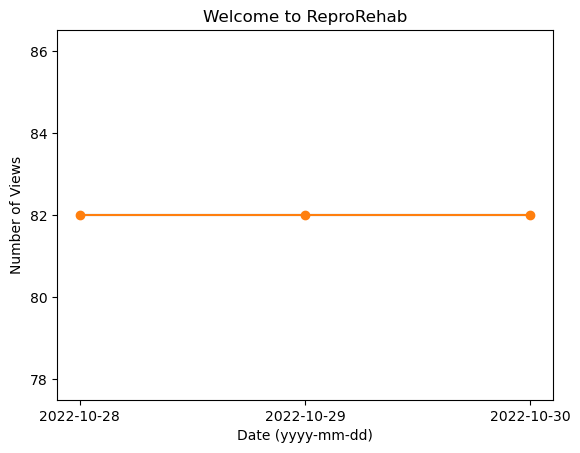 Welcome to ReproRehab
86
84
82
80
78
Number of Views
2022-10-28 2022-10-29 2022-10-30
Date (yyyy-mm-dd)